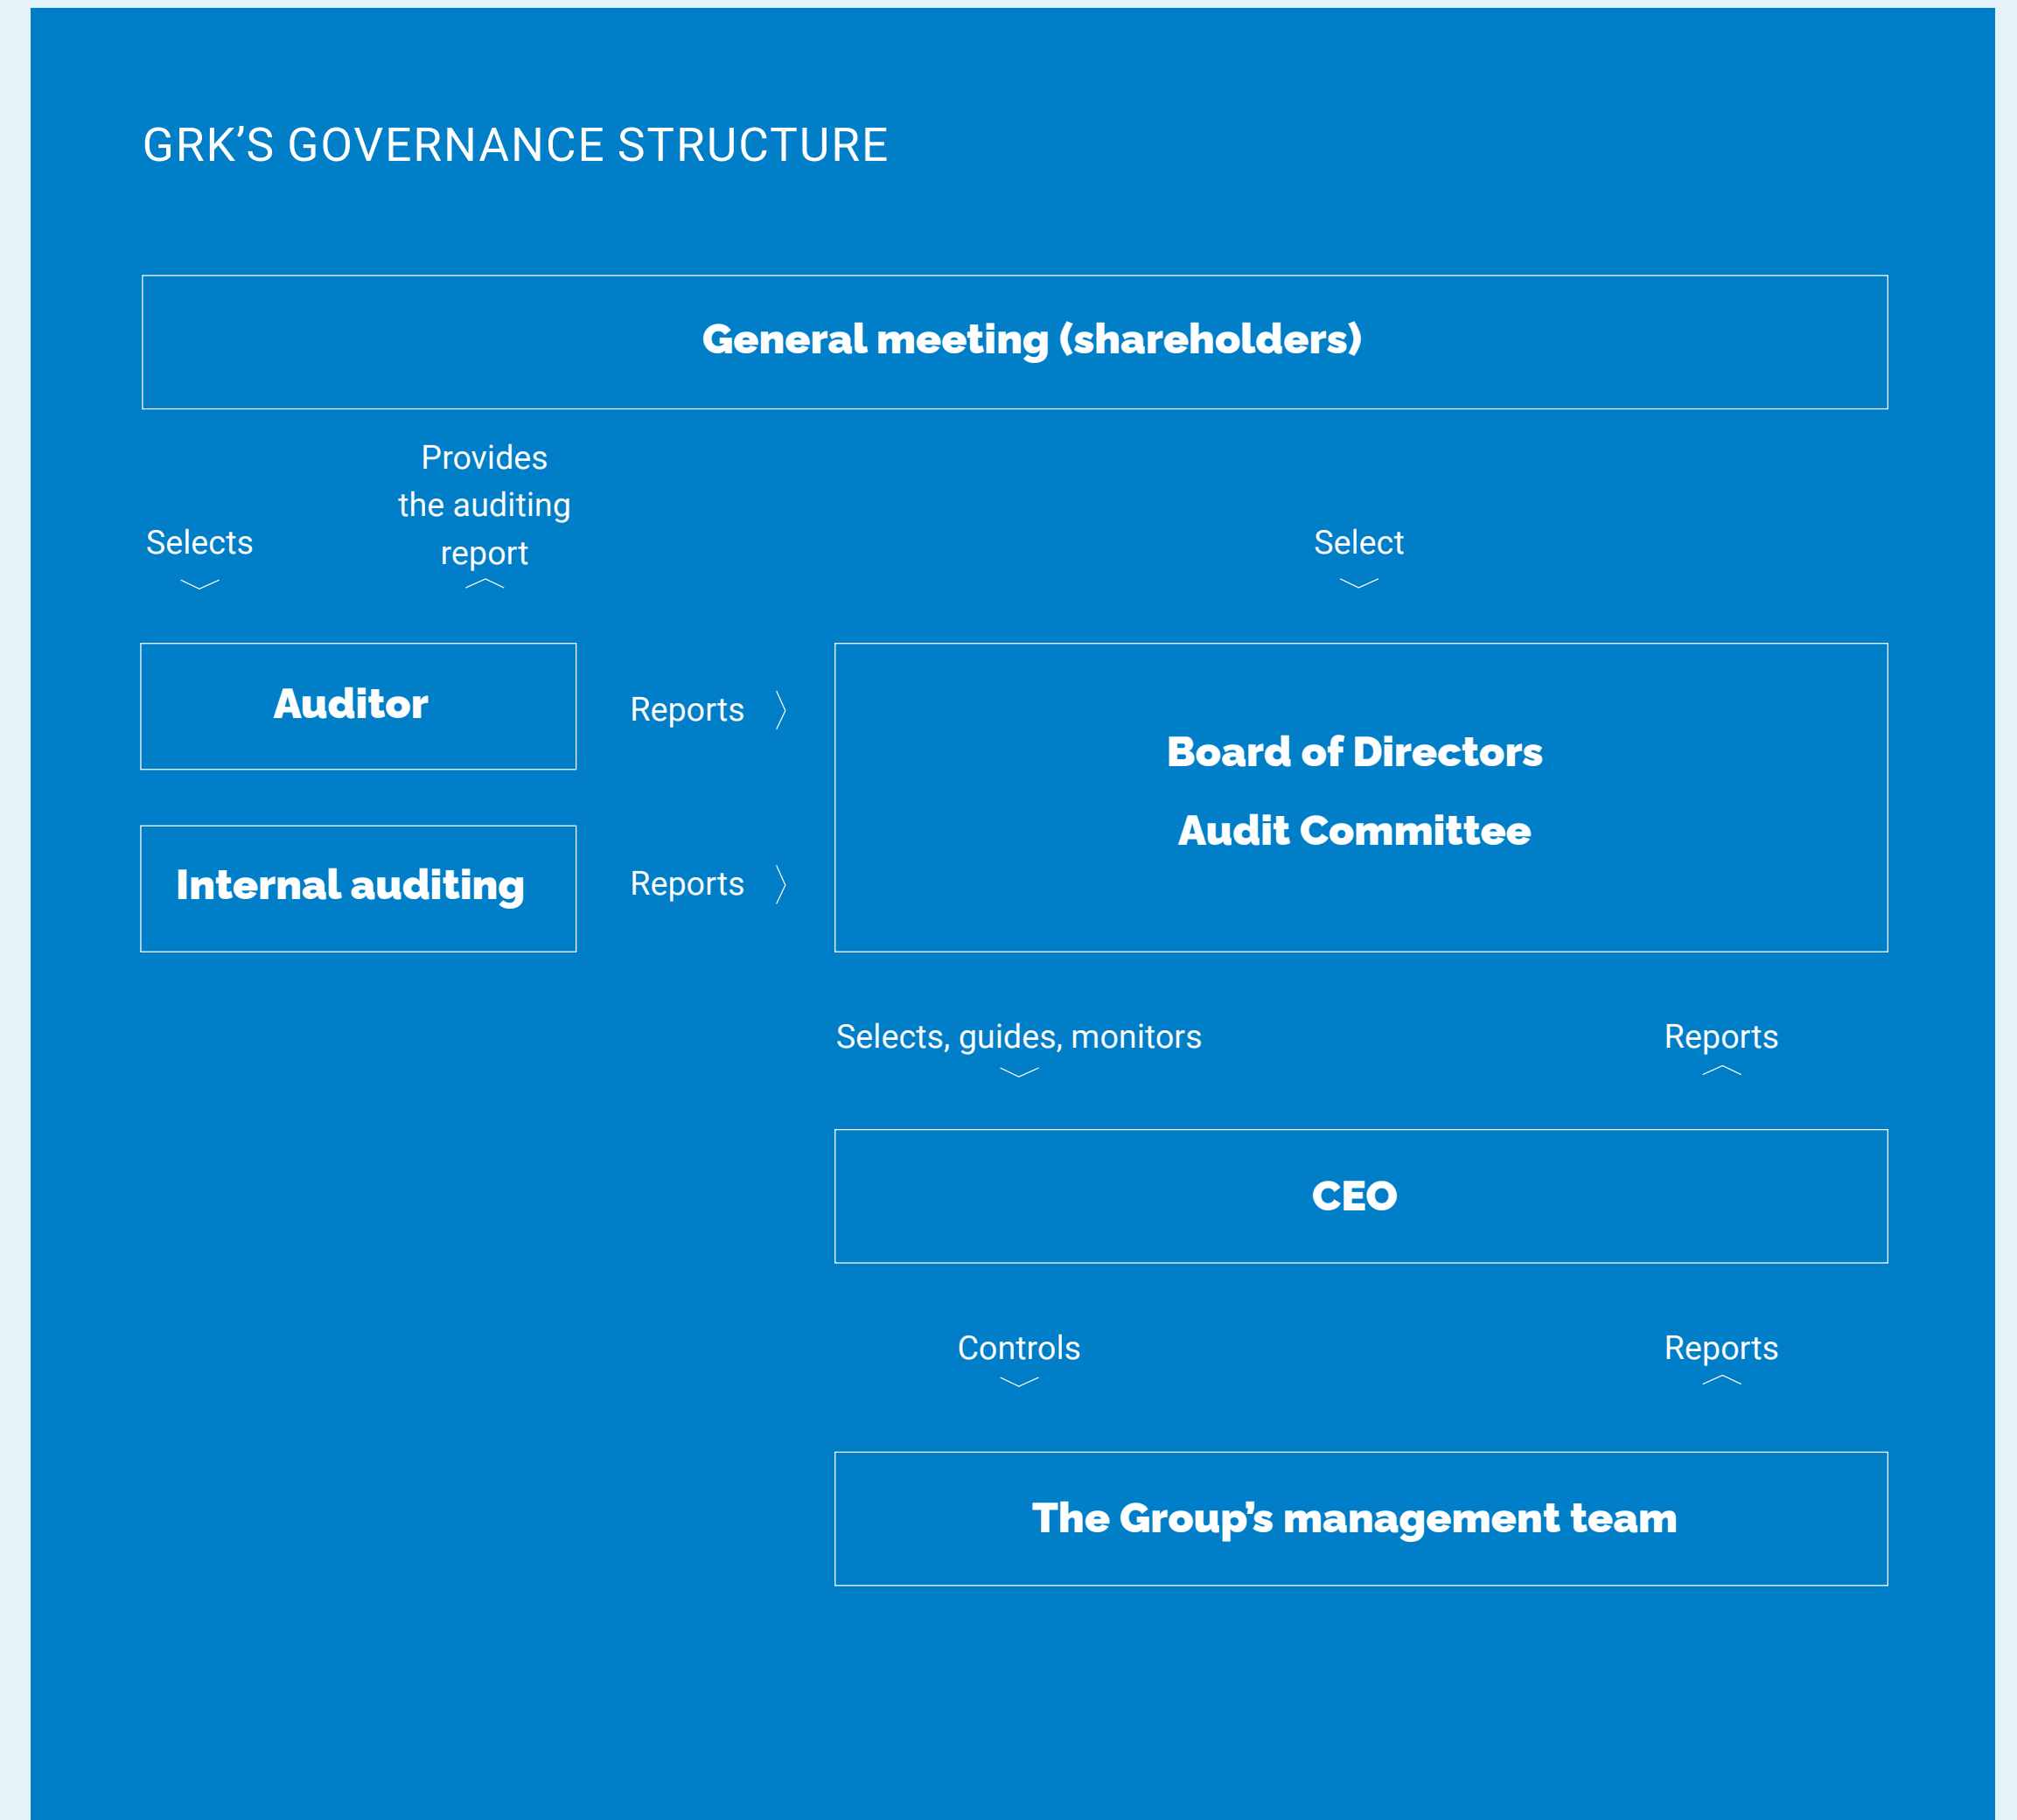 GRK’S GOVERNANCE STRUCTURE
General meeting (shareholders)
Selects
Provides
the auditing
report
Select
Auditor
Reports
Board of Directors
Audit Committee
Internal auditing
Reports
Selects, guides, monitors
Reports
CEO
Controls
Reports
The Group’s management team